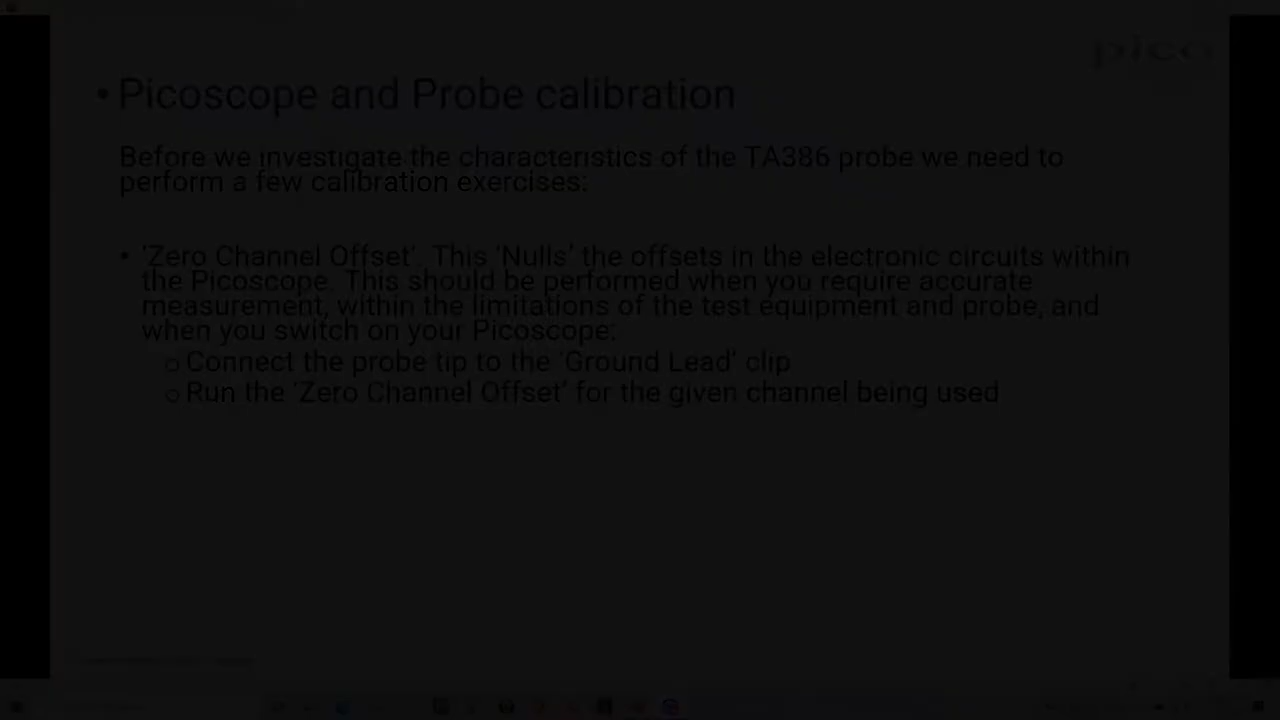 pico
• Picoscope and Probe calibration
Before we investigate the characteristics of the TA386 probe we need to
perform a few calibration exercises:
• 'Zero Channel Offset'. This 'Nulls' the offsets in the electronic circuits within
the Picoscope. This should be performed when you require accurate
measurement, within the limitations of the test equipment and probe, and
when you switch on your Picoscope:
o Connect the probe tip to the 'Ground Lead' clip
o Run the 'Zero Channel Offset' for the given channel being used